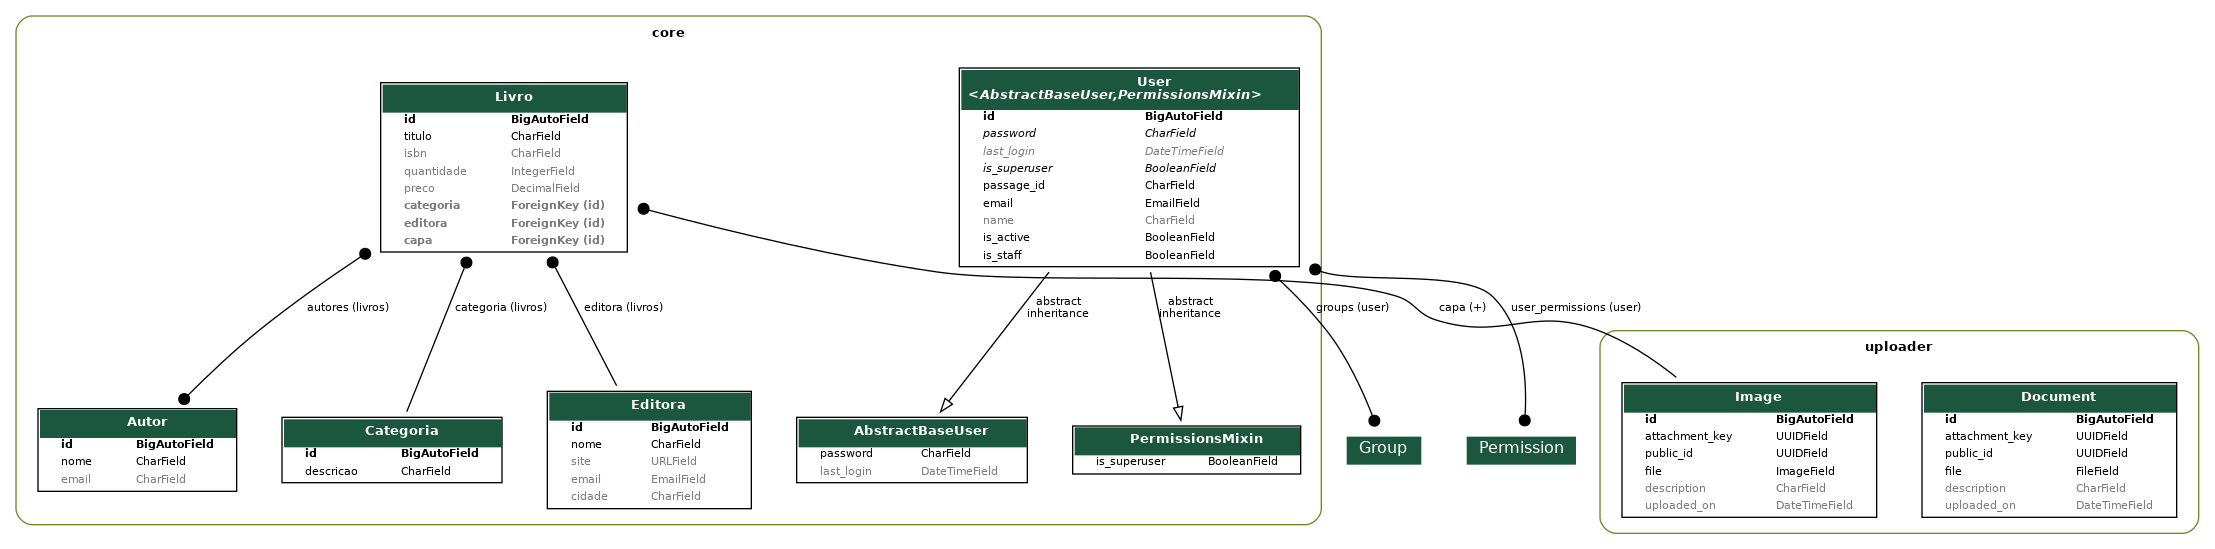 core
Livro
id BigAutoField
titulo CharField
isbn CharField
quantidade IntegerField
preco DecimalField
categoria ForeignKey (id)
editora ForeignKey (id)
capa ForeignKey (id)
User
<AbstractBaseUser,PermissionsMixin>
id BigAutoField
password CharField
last_login DateTimeField
is_superuser BooleanField
passage_id CharField
email EmailField
name CharField
is_active BooleanField
is_staff BooleanField
autores (livros)
categoria (livros)
editora (livros)
abstract
inheritance
abstract
inheritance
groups (user)
capa (+)
user_permissions (user)
Autor
id BigAutoField
nome CharField
email CharField
Categoria
id BigAutoField
descricao CharField
Editora
id BigAutoField
nome CharField
site URLField
email EmailField
cidade CharField
AbstractBaseUser
password CharField
last_login DateTimeField
PermissionsMixin
is_superuser BooleanField
Group
Permission
uploader
Image
id BigAutoField
attachment_key UUIDField
public_id UUIDField
file ImageField
description CharField
uploaded_on DateTimeField
Document
id BigAutoField
attachment_key UUIDField
public_id UUIDField
file FileField
description CharField
uploaded_on DateTimeField